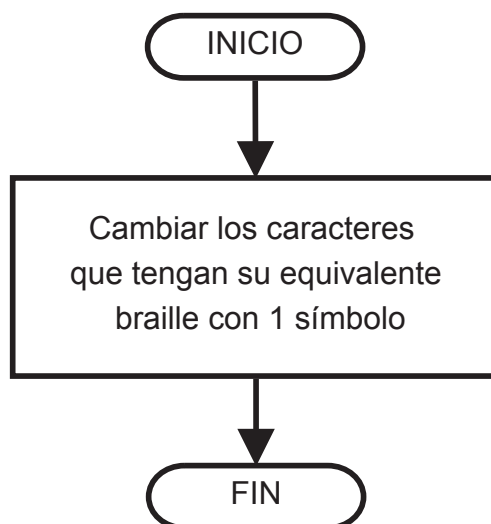 INICIO
Cambiar los caracteres
que tengan su equivalente
braille con 1 símbolo
FIN